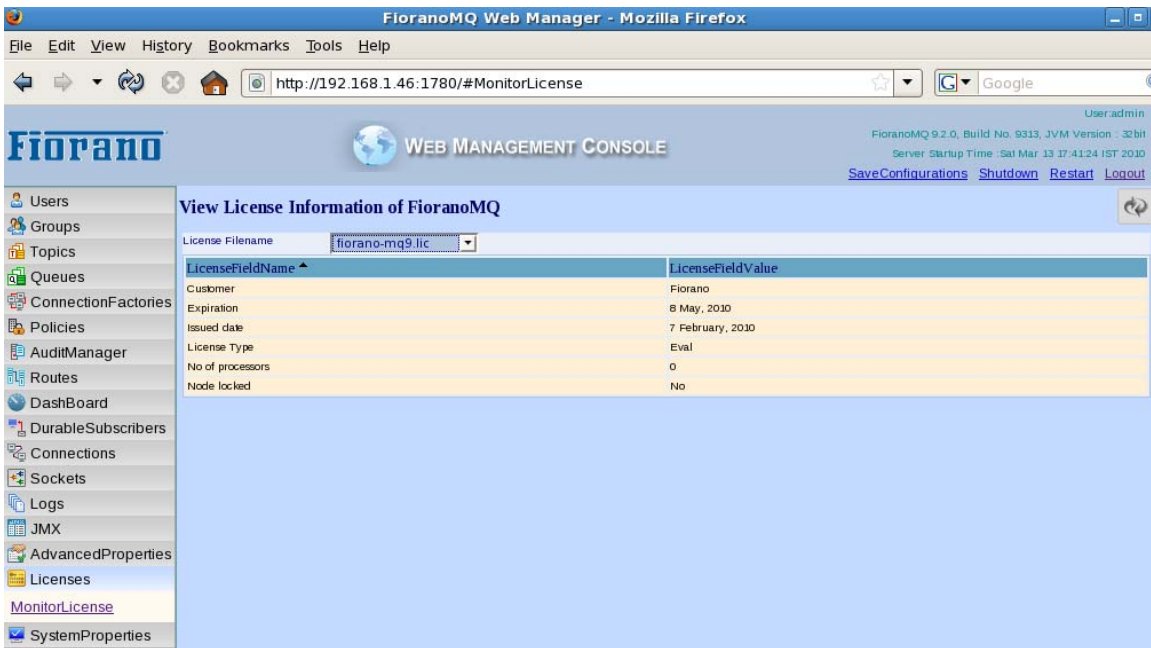 FioranoMQ Web Manager - Mozilla Firefox
File Edit View History Bookmarks Tools Help
http://192.168.1.46:1780/#MonitorLicense
G Google
Fiorano
WEB MANAGEMENT CONSOLE
User:admin
FioranoMQ 9.2.0, Build No. 9313, JVM Version : 32bit
Server Startup Time :Sat Mar 13 17:41:24 IST 2010
SaveConfigurations Shutdown Restart Logout
Users
Groups
Topics
Queues
ConnectionFactories
Policies
AuditManager
Routes
DashBoard
DurableSubscribers
Connections
Sockets
Logs
JMX
AdvancedProperties
Licenses
MonitorLicense
SystemProperties
View License Information of FioranoMQ
License Filename fiorano-mq9.lic
LicenseFieldName LicenseFieldValue
Customer Fiorano
Expiration 8 May, 2010
Issued date 7 February, 2010
License Type Eval
No of processors 0
Node locked No